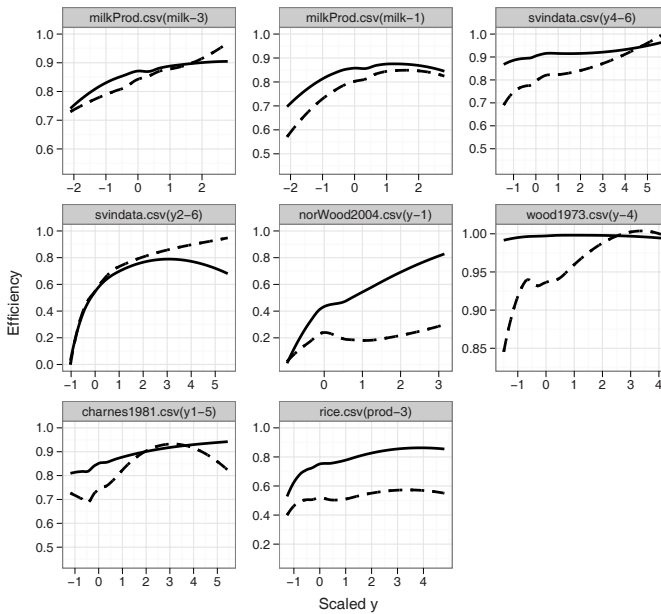 milkProd.csv(milk−3)
milkProd.csv(milk−1)
svindata.csv(y4−6)
1.0
0.9
0.8
0.7
0.6
−2 −1 0 1 2
1.0
0.9
0.8
0.7
0.6
0.5
−2 −1 0 1 2
1.0
0.9
0.8
0.7
0.6
0.5
−1 0 1 2 3 4 5
svindata.csv(y2−6)
norWood2004.csv(y−1)
wood1973.csv(y−4)
1.0
0.8
0.6
0.4
0.2
0.0
−1 0 1 2 3 4 5
1.0
0.8
0.6
0.4
0.2
0 1 2 3
1.00
0.95
0.90
0.85
−1 0 1 2 3 4
charnes1981.csv(y1−5)
rice.csv(prod−3)
1.0
0.9
0.8
0.7
0.6
0.5
−1 0 1 2 3 4 5
1.0
0.8
0.6
0.4
0.2
−1 0 1 2 3 4
Efficiency
Scaled y